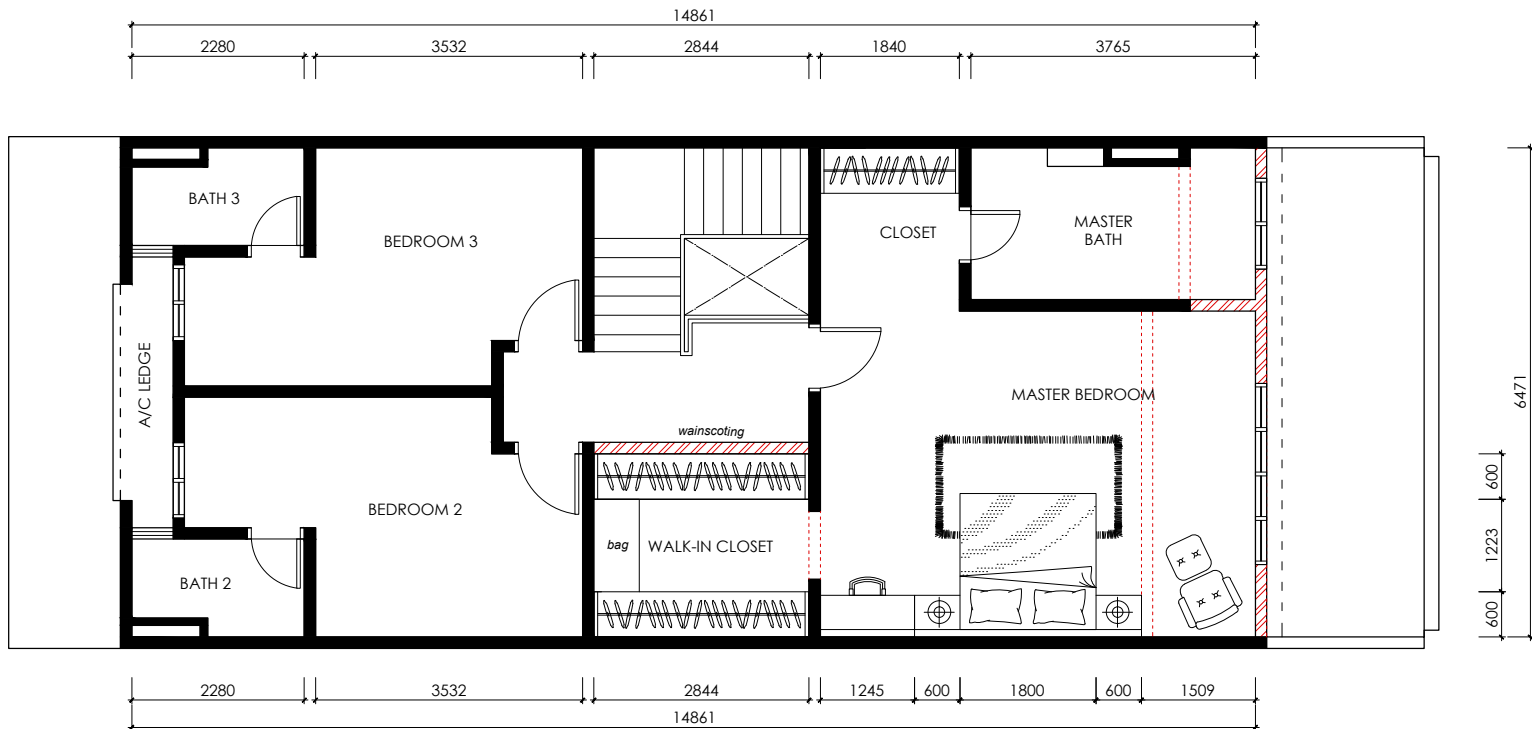 14861
2280
3532
2844
1840
3765
BATH 3
BEDROOM 3
CLOSET
MASTER
BATH
A/C LEDGE
MASTER BEDROOM
6471
wainscoting
600
BEDROOM 2
bag
WALK-IN CLOSET
1223
BATH 2
600
2280
3532
2844
1245
600
1800
600
1509
14861